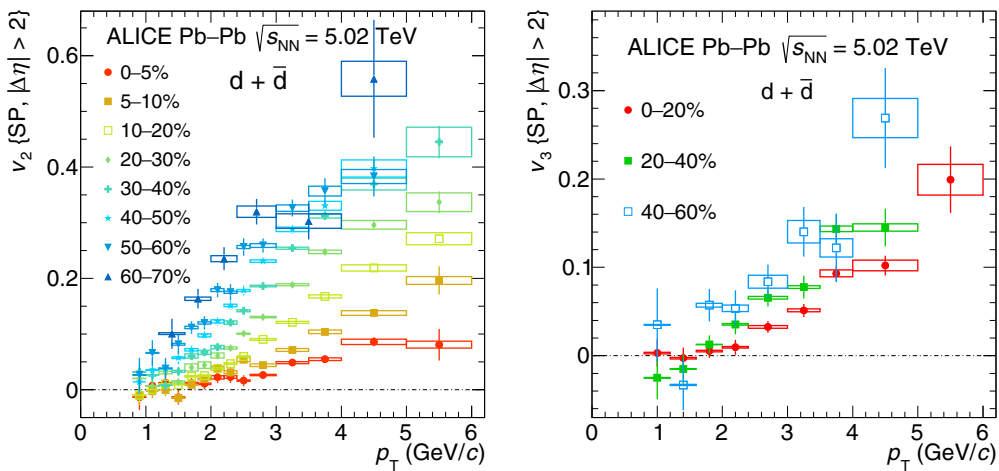 v₂ {SP, |Δη| > 2}
ALICE Pb–Pb √sNN = 5.02 TeV
d + d̅
0–5%
5–10%
10–20%
20–30%
30–40%
40–50%
50–60%
60–70%
0.6
0.4
0.2
0
0 1 2 3 4 5 6
pT (GeV/c)
v₃ {SP, |Δη| > 2}
ALICE Pb–Pb √sNN = 5.02 TeV
d + d̅
0–20%
20–40%
40–60%
0.3
0.2
0.1
0
0 1 2 3 4 5 6
pT (GeV/c)